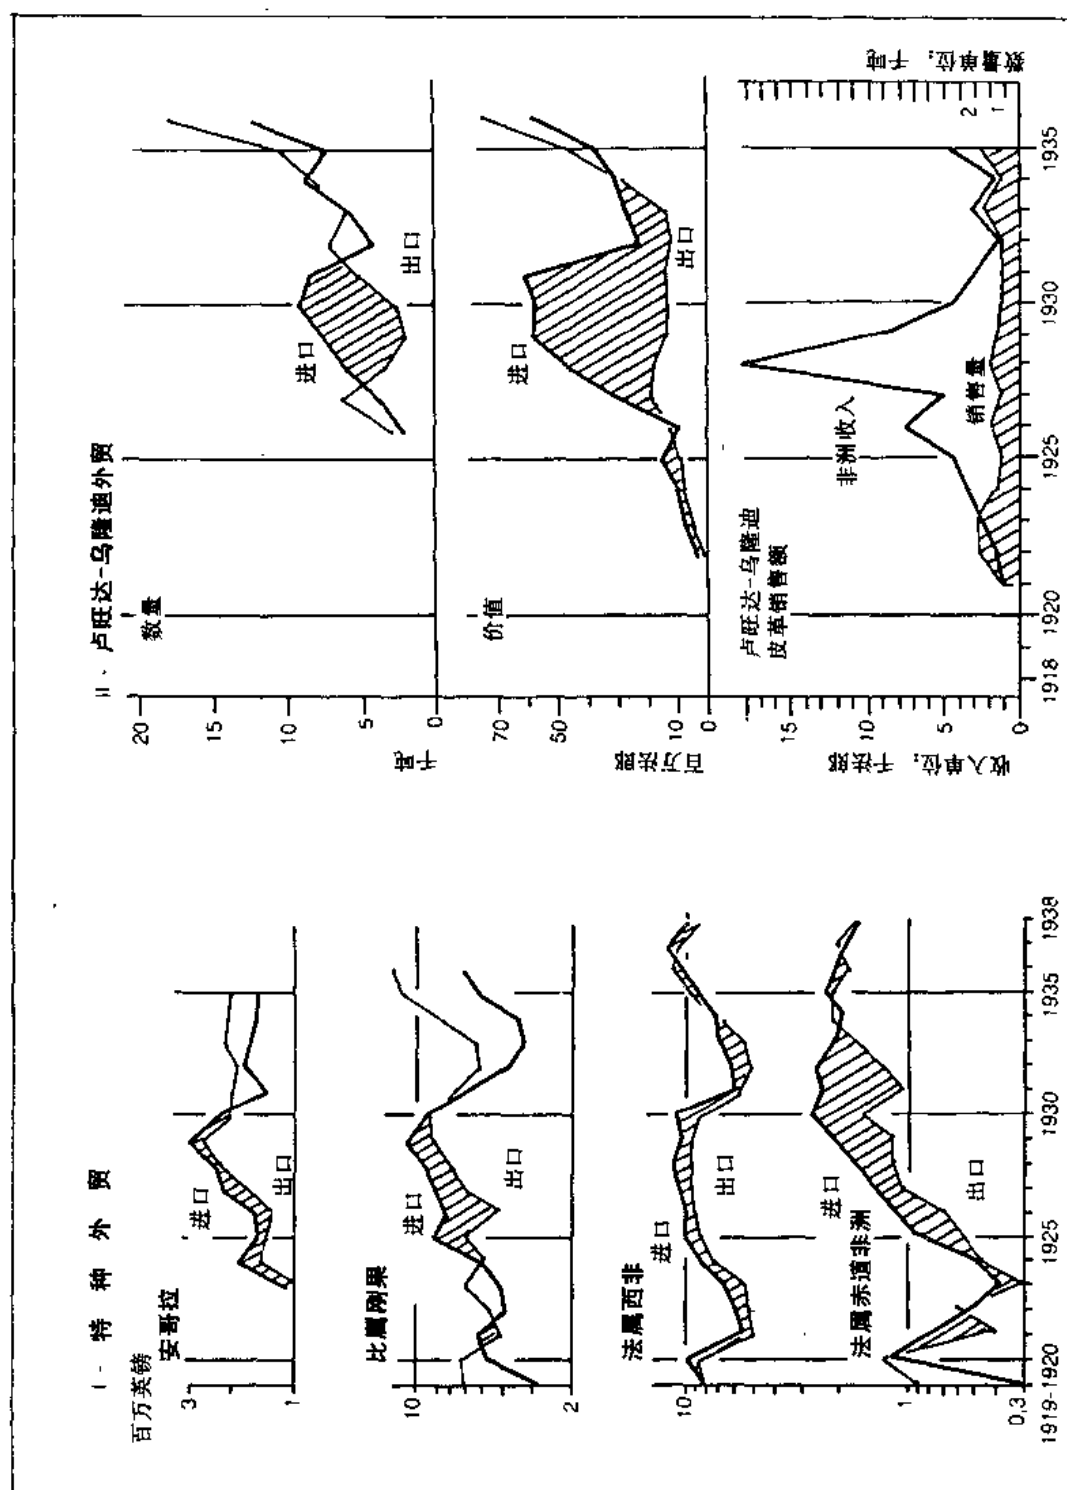 I - 特 种 外 贸
百万英镑
安哥拉
3
1
进口
出口
比属刚果
10
2
进口
出口
法属西非
10
进口
出口
法属赤道非洲
1
0,3
进口
出口
1919-1920
1925
1930
1935
1938
II - 卢旺达-乌隆迪外贸
数量
20
10
5
0
千吨
进口
出口
价值
70
50
10
0
百万法郎
进口
出口
卢旺达-乌隆迪
皮革销售额
15
10
5
0
收入单位，千法郎
非洲收入
销售量
数量单位，千吨
2
1
1918
1920
1925
1930
1935